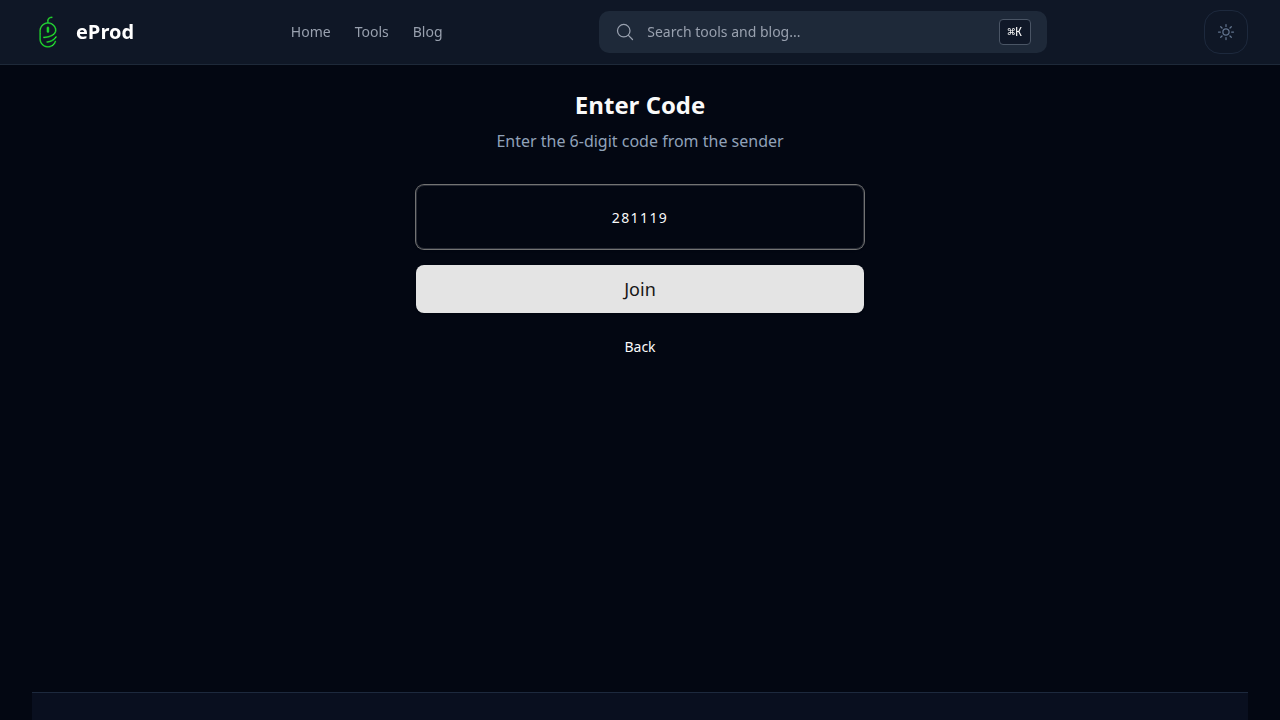 eProd
Home
Tools
Blog
Search tools and blog...
⌘K
Enter Code
Enter the 6-digit code from the sender
281119
Join
Back